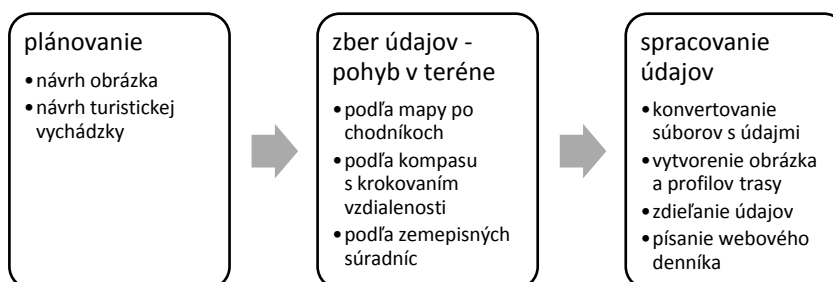 plánovanie
•návrh obrázka
•návrh turistickej
vychádzky
zber údajov -
pohyb v teréne
•podľa mapy po
chodníkoch
•podľa kompasu
s krokovaním
vzdialenosti
•podľa zemepisných
súradníc
spracovanie
údajov
•konvertovanie
súborov s údajmi
•vytvorenie obrázka
a profilov trasy
•zdieľanie údajov
•písanie webového
denníka